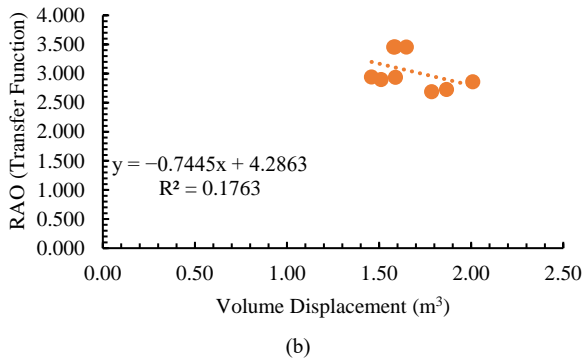 4.000
3.500
3.000
2.500
2.000
1.500
1.000
0.500
0.000
RAO (Transfer Function)
y = −0.7445x + 4.2863
R² = 0.1763
0.00 0.50 1.00 1.50 2.00 2.50
Volume Displacement (m³)
(b)